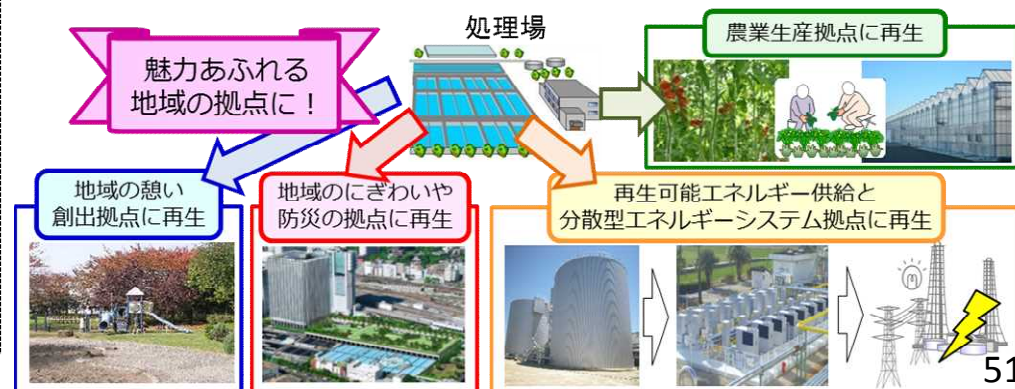 処理場
魅力あふれる
地域の拠点に！
農業生産拠点に再生
地域の憩い
創出拠点に再生
地域のにぎわいや
防災の拠点に再生
再生可能エネルギー供給と
分散型エネルギーシステム拠点に再生
51